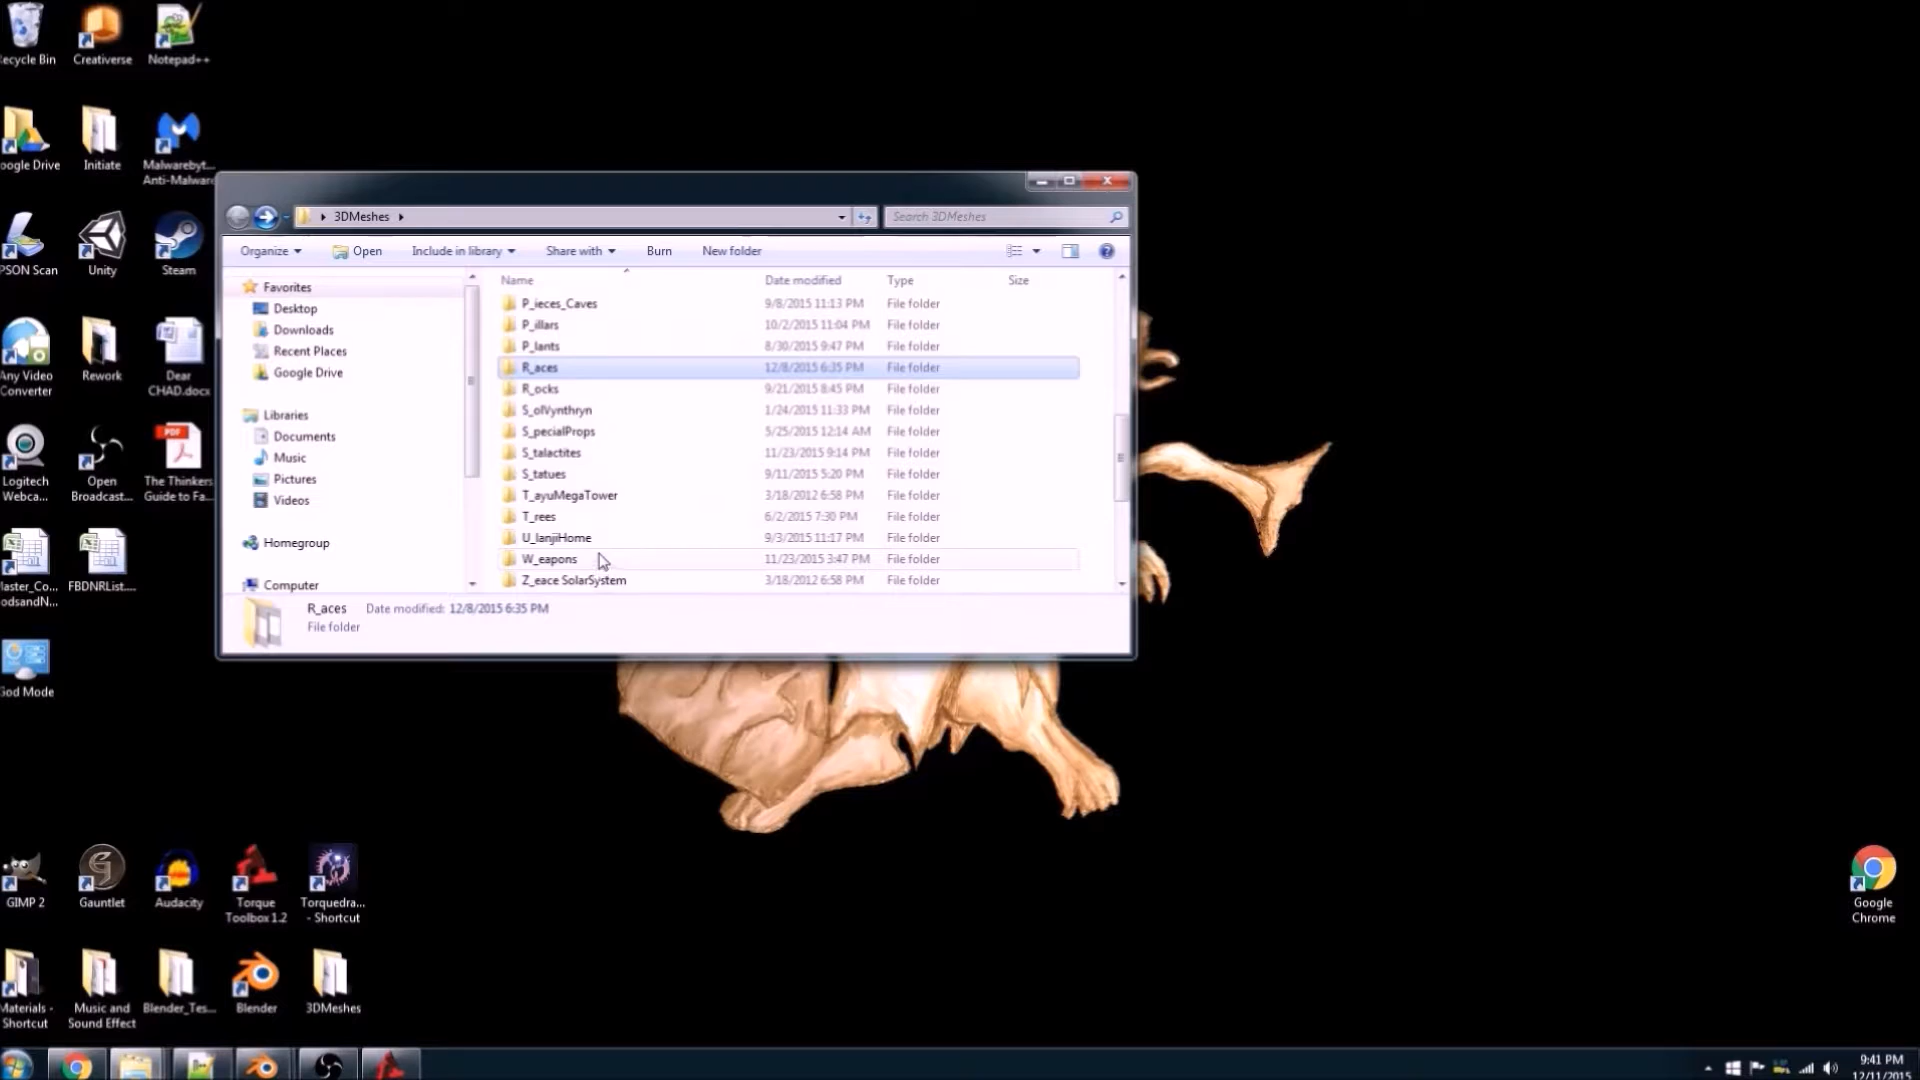 ecycle Bin
Creativerse
Notepad++
oogle Drive
Initiate
Malwareby...
Anti-Malware
PSON Scan
Unity
Steam
Any Video
Converter
Rework
Dear
CHAD.docx
Logitech
Webca...
Open
Broadcast...
The Thinkers
Guide to Fa...
laster_Co...
odsandN...
FBDNRList....
God Mode
3DMeshes
Search 3DMeshes
Organize
Open
Include in library
Share with
Burn
New folder
Favorites
Desktop
Downloads
Recent Places
Google Drive
Libraries
Documents
Music
Pictures
Videos
Homegroup
Computer
Name Date modified Type Size
P_ieces_Caves 9/8/2015 11:13 PM File folder
P_illars 10/2/2015 11:04 PM File folder
P_lants 8/30/2015 9:47 PM File folder
R_aces 12/8/2015 6:35 PM File folder
R_ocks 9/21/2015 8:45 PM File folder
S_olVynthryn 1/24/2015 11:33 PM File folder
S_pecialProps 5/25/2015 12:14 AM File folder
S_talactites 11/23/2015 9:14 PM File folder
S_tatues 9/11/2015 5:20 PM File folder
T_ayuMegaTower 3/18/2012 6:58 PM File folder
T_rees 6/2/2015 7:30 PM File folder
U_lanjiHome 9/3/2015 11:17 PM File folder
W_eapons 11/23/2015 3:47 PM File folder
Z_eace SolarSystem 3/18/2012 6:58 PM File folder
R_aces Date modified: 12/8/2015 6:35 PM
File folder
GIMP 2
Gauntlet
Audacity
Torque
Toolbox 1.2
Torquedra...
- Shortcut
Materials -
Shortcut
Music and
Sound Effect
Blender_Tes...
Blender
3DMeshes
Google
Chrome
PDF
9:41 PM
12/11/2015